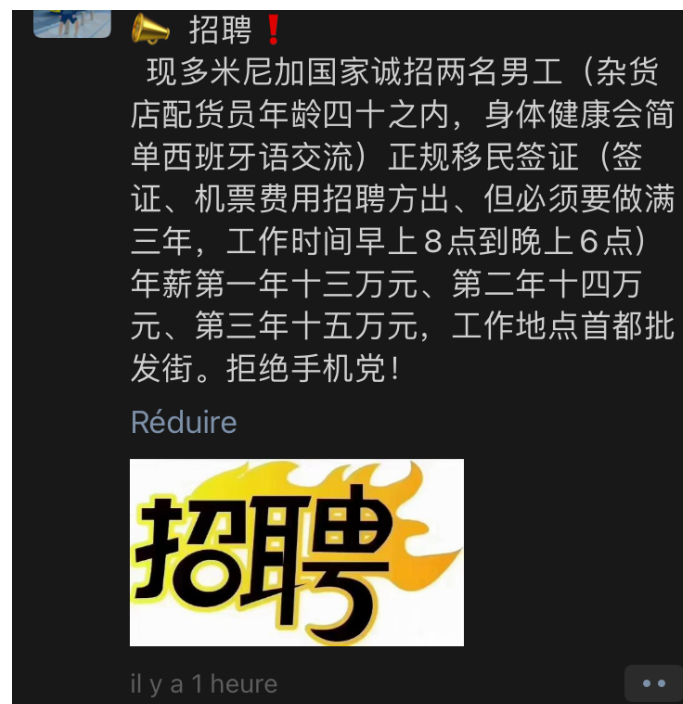 📣 招聘❗
现多米尼加国家诚招两名男工（杂货
店配货员年龄四十之内，身体健康会简
单西班牙语交流）正规移民签证（签
证、机票费用招聘方出、但必须要做满
三年，工作时间早上8点到晚上6点）
年薪第一年十三万元、第二年十四万
元、第三年十五万元，工作地点首都批
发街。拒绝手机党！
Réduire
招聘
il y a 1 heure